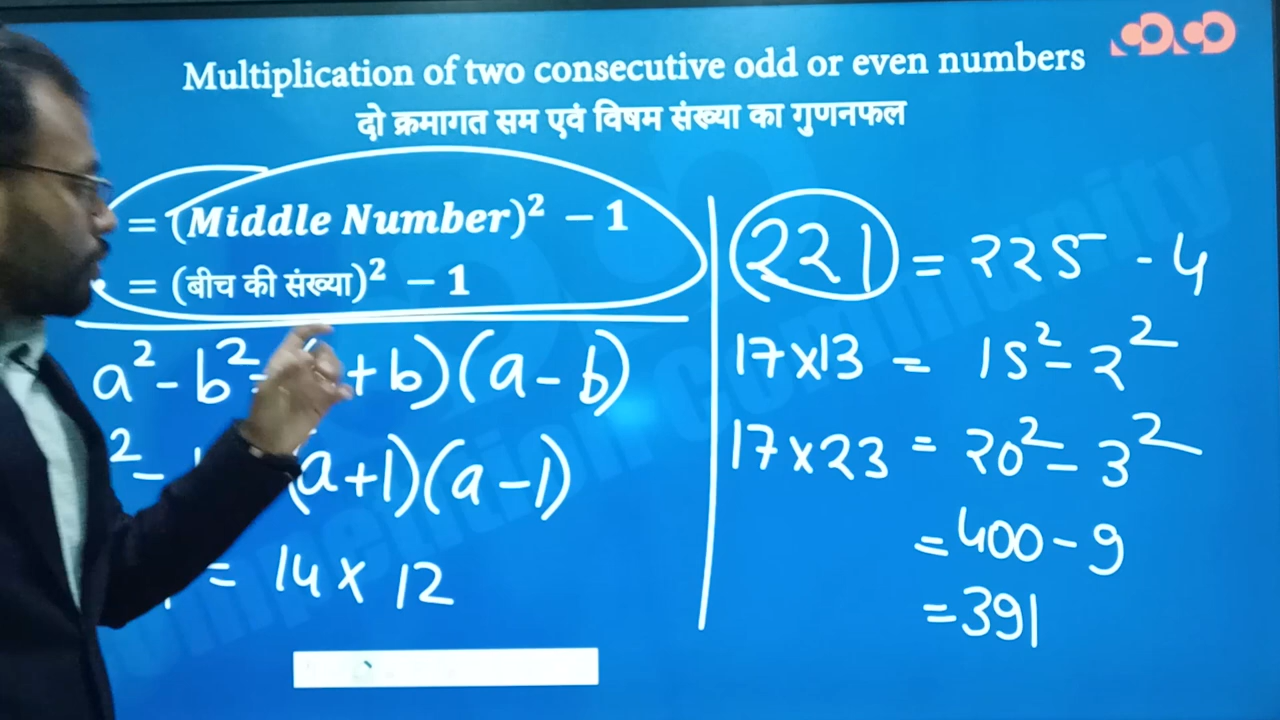 Multiplication of two consecutive odd or even numbers
दो क्रमागत सम एवं विषम संख्या का गुणनफल
= (Middle Number)² − 1
= (बीच की संख्या)² − 1
a² - b² = + b)(a - b)
² - (a+1)(a-1)
= 14 × 12
221 = 225 - 4
17×13 = 15² - 2²
17×23 = 20² - 3²
= 400 - 9
= 391
Community